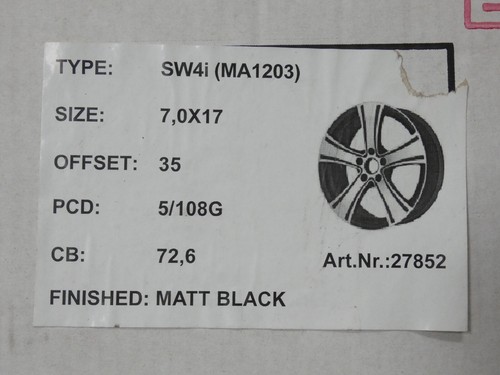 TYPE: SW4i (MA1203)
SIZE: 7,0X17
OFFSET: 35
PCD: 5/108G
CB: 72,6
Art.Nr.:27852
FINISHED: MATT BLACK